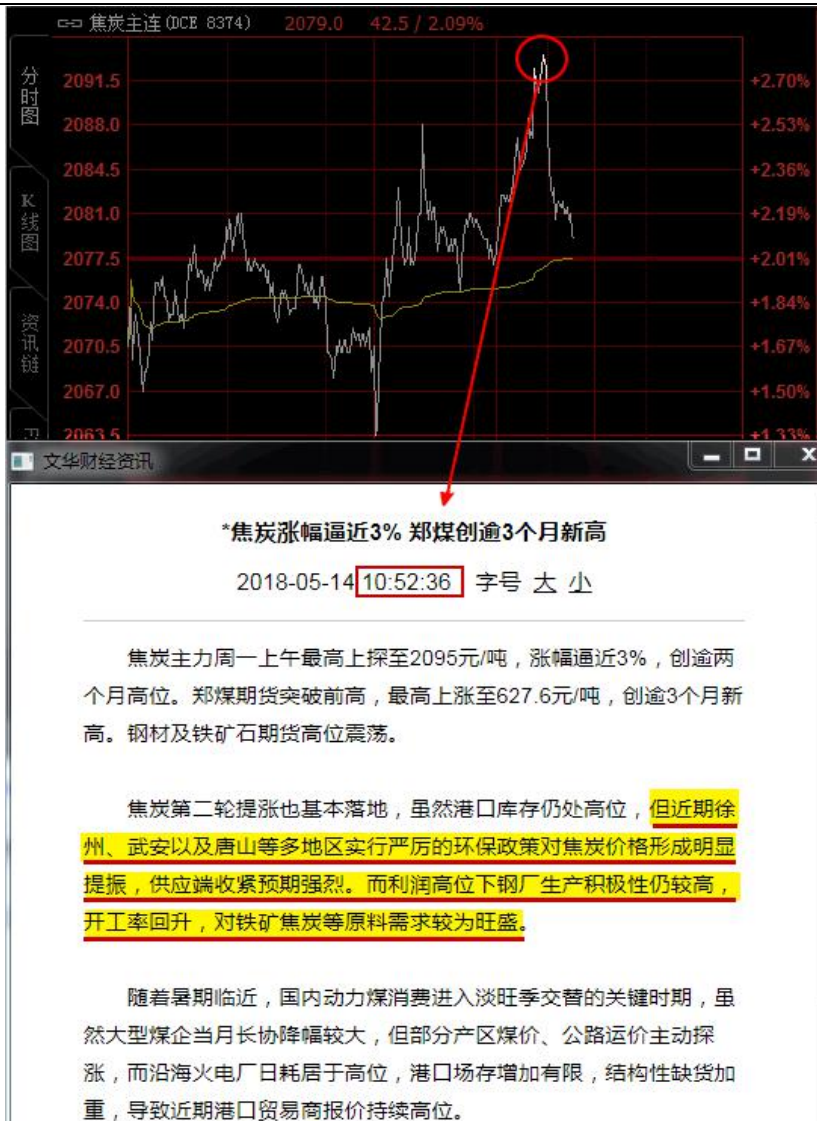 焦炭主连(DCE 8374) 2079.0 42.5 / 2.09%
分时图
K线图
资讯链
2091.5 +2.70%
2088.0 +2.53%
2084.5 +2.36%
2081.0 +2.19%
2077.5 +2.01%
2074.0 +1.84%
2070.5 +1.67%
2067.0 +1.50%
2063.5 +1.33%
文华财经资讯
*焦炭涨幅逼近3% 郑煤创逾3个月新高
2018-05-14 10:52:36 字号 大 小
焦炭主力周一上午最高上探至2095元/吨,涨幅逼近3%,创逾两
个月高位。郑煤期货突破前高,最高上涨至627.6元/吨,创逾3个月新
高。钢材及铁矿石期货高位震荡。
焦炭第二轮提涨也基本落地,虽然港口库存仍处高位,但近期徐
州、武安以及唐山等多地区实行严厉的环保政策对焦炭价格形成明显
提振,供应端收紧预期强烈。而利润高位下钢厂生产积极性仍较高,
开工率回升,对铁矿焦炭等原料需求较为旺盛。
随着暑期临近,国内动力煤消费进入淡旺季交替的关键时期,虽
然大型煤企当月长协降幅较大,但部分产区煤价、公路运价主动探
涨,而沿海火电厂日耗居于高位,港口场存增加有限,结构性缺货加
重,导致近期港口贸易商报价持续高位。